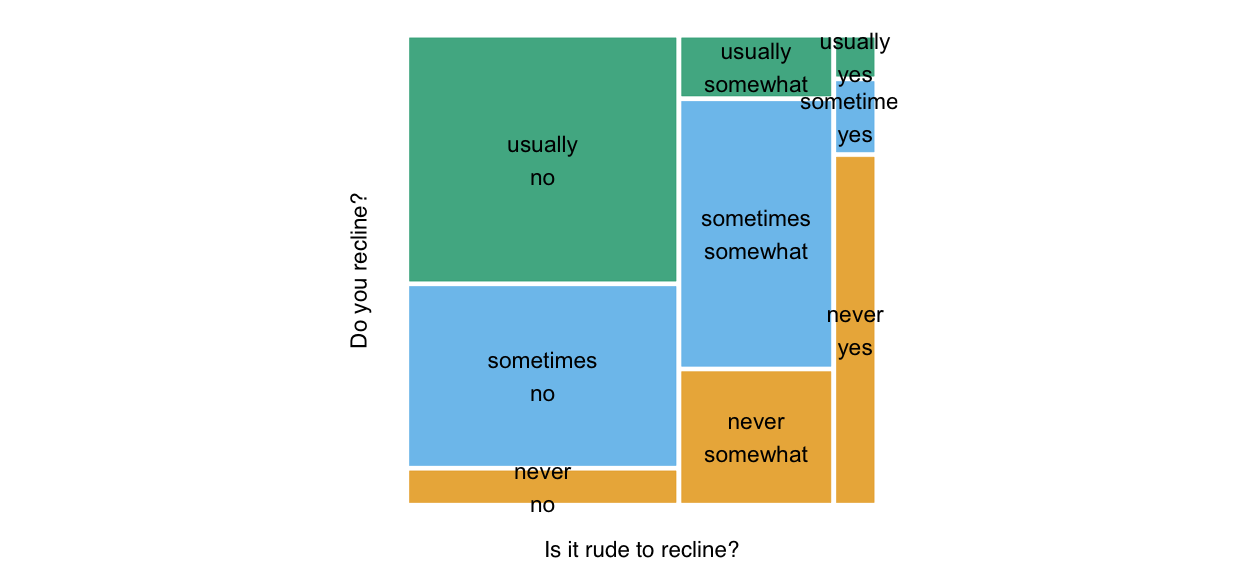 usually
no
sometimes
no
never
no
usually
somewhat
sometimes
somewhat
never
somewhat
usually
yes
sometime
yes
never
yes
Do you recline?
Is it rude to recline?